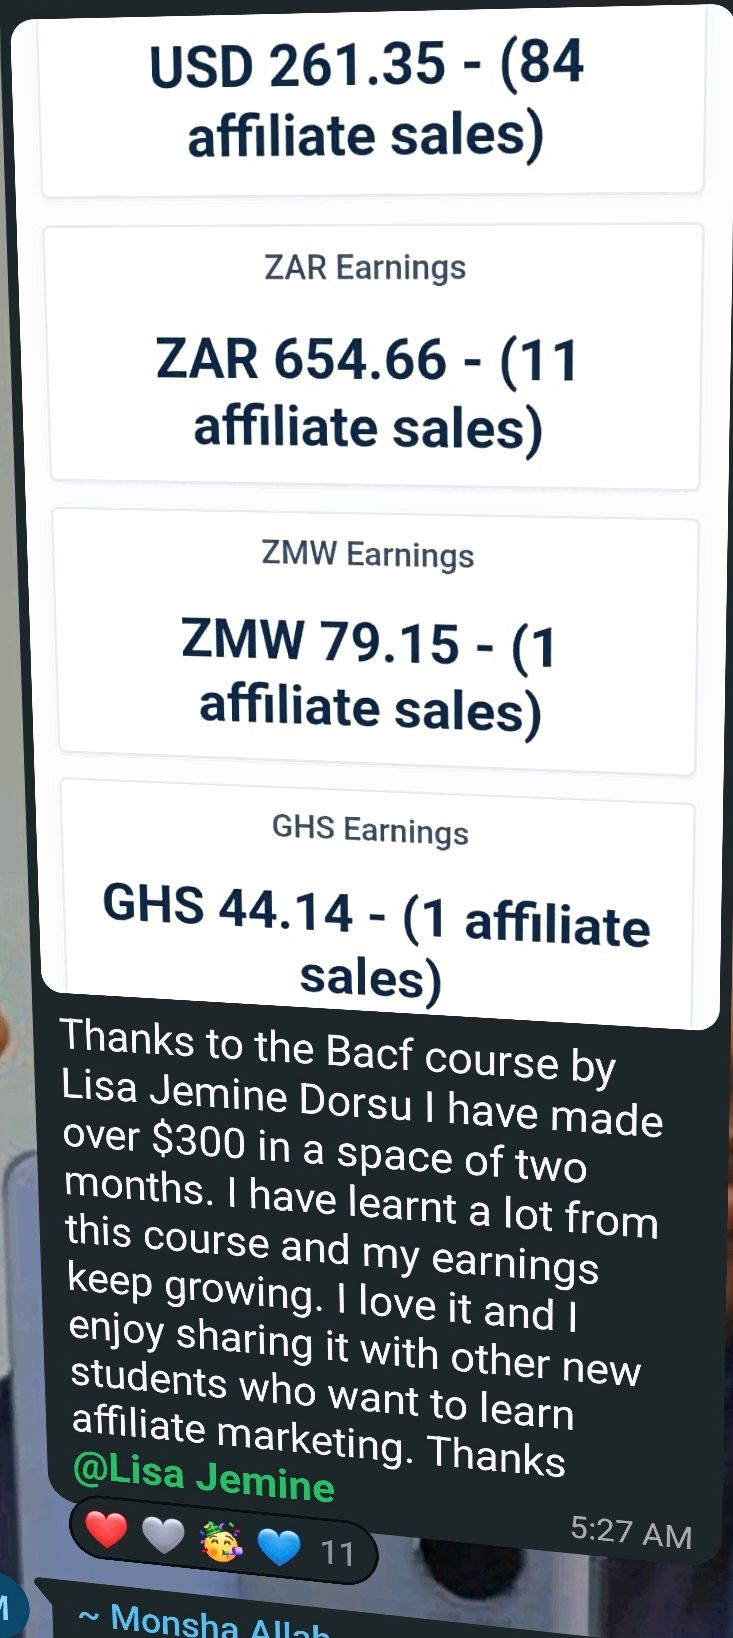 USD 261.35 - (84
affiliate sales)
ZAR Earnings
ZAR 654.66 - (11
affiliate sales)
ZMW Earnings
ZMW 79.15 - (1
affiliate sales)
GHS Earnings
GHS 44.14 - (1 affiliate
sales)
Thanks to the Bacf course by
Lisa Jemine Dorsu I have made
over $300 in a space of two
months. I have learnt a lot from
this course and my earnings
keep growing. I love it and I
enjoy sharing it with other new
students who want to learn
affiliate marketing. Thanks
@Lisa Jemine
11
5:27 AM
~ Monsha Allah